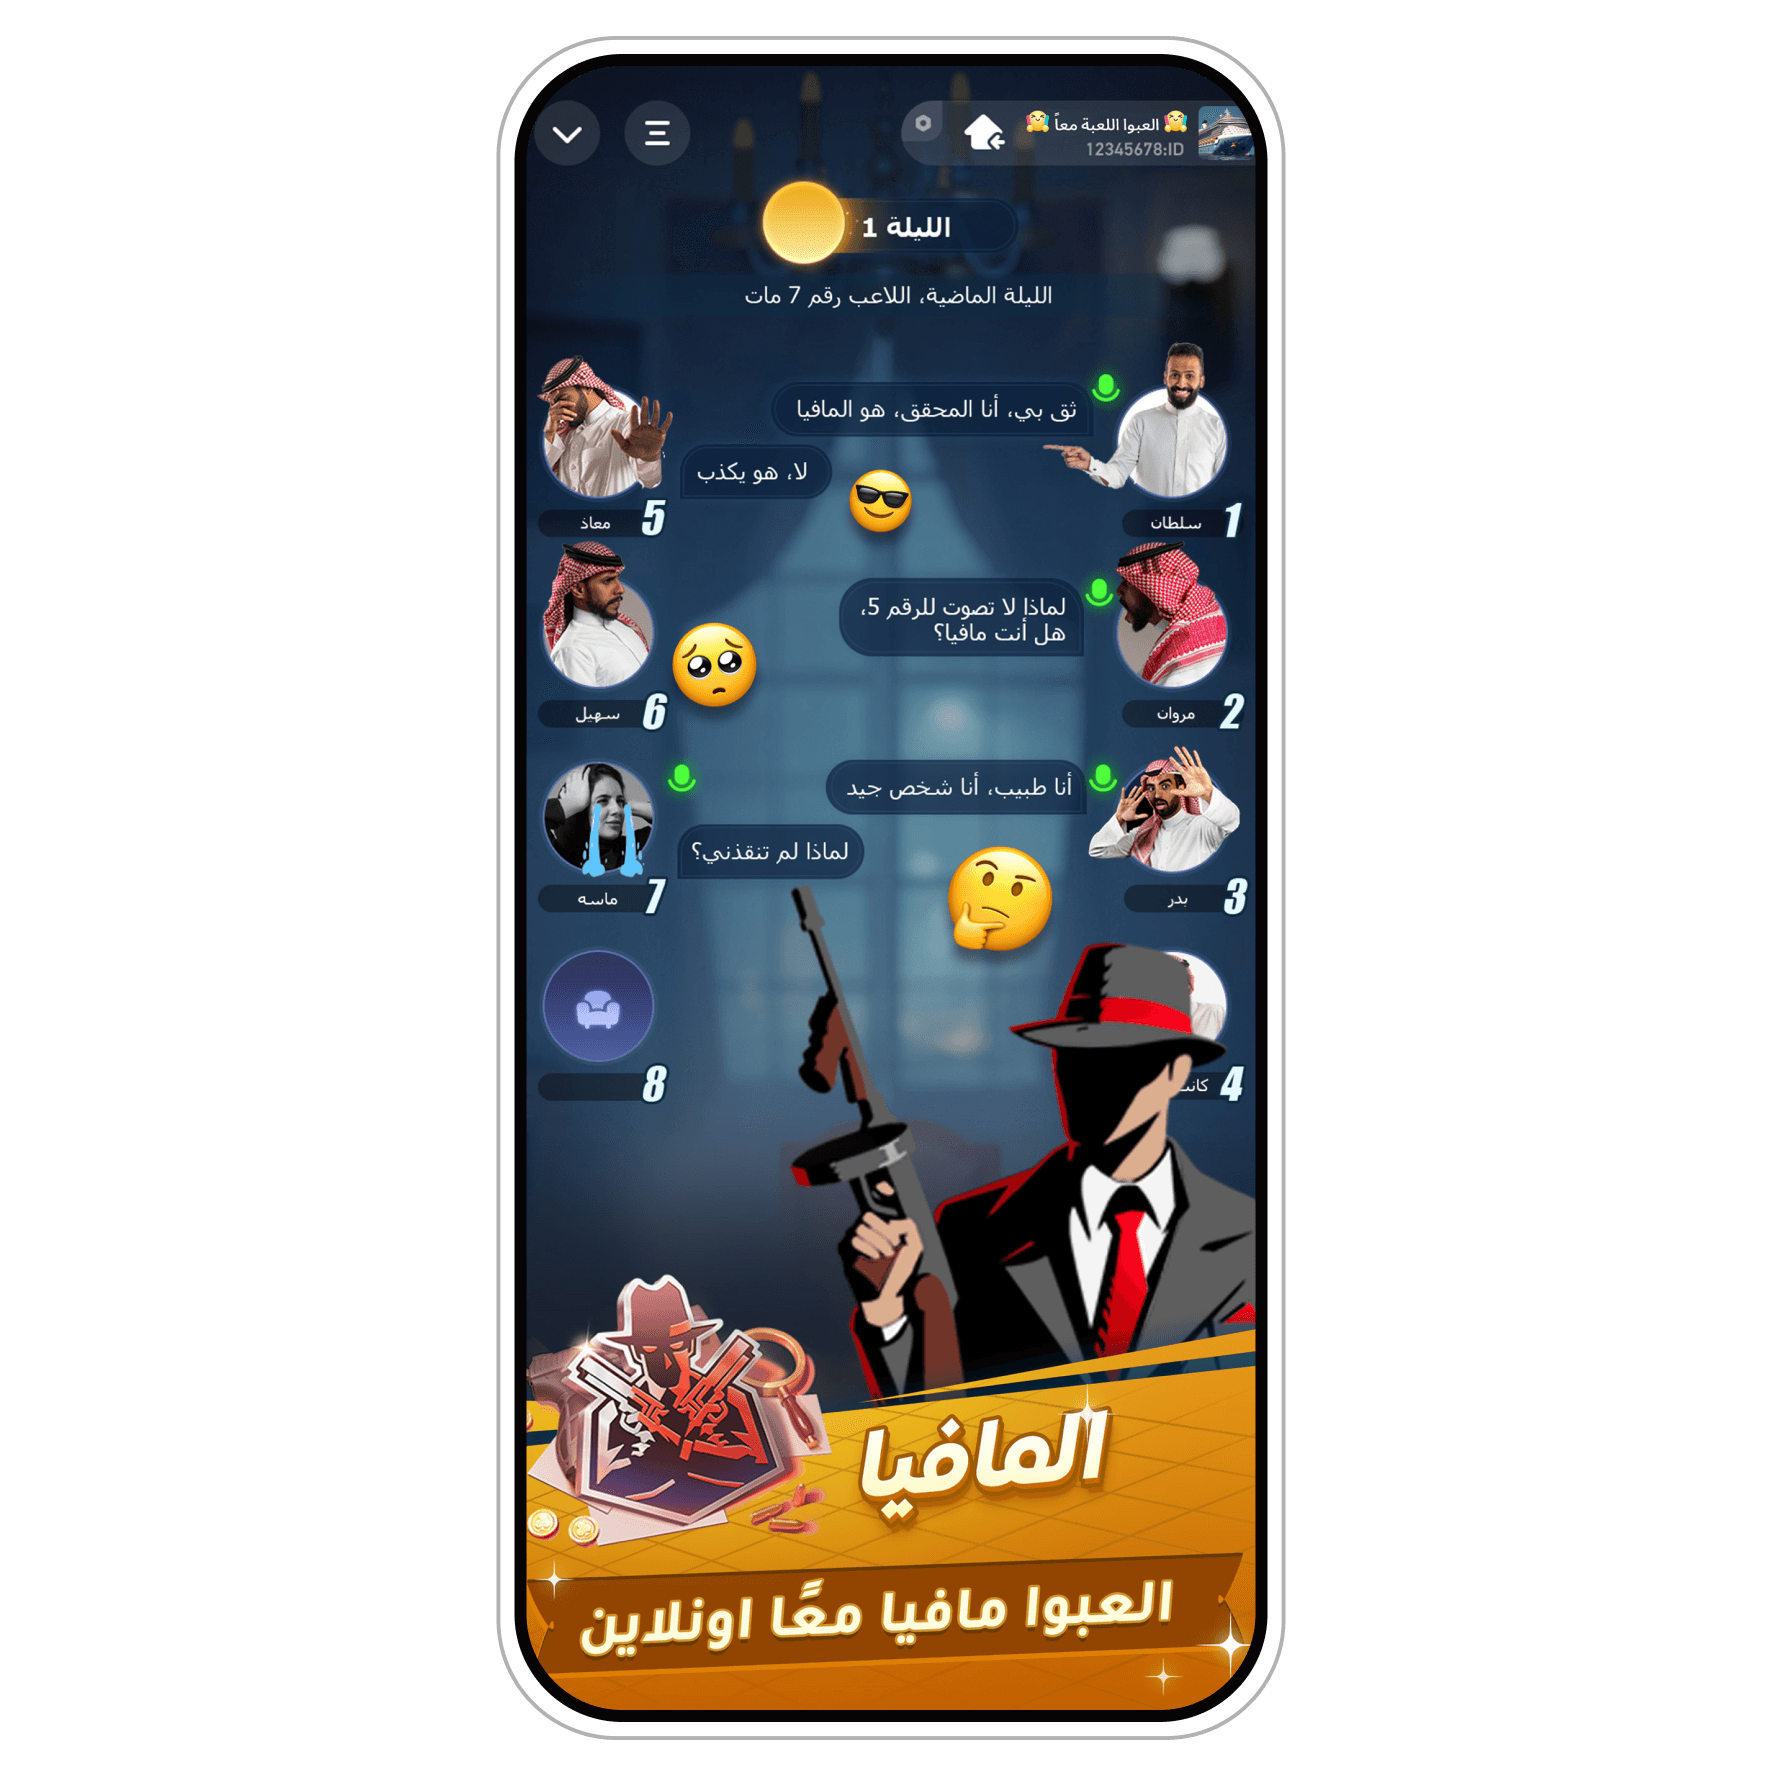 العبوا اللعبة معاً
12345678:ID
الليلة 1
الليلة الماضية، اللاعب رقم 7 مات
ثق بي، أنا المحقق، هو المافيا
لا، هو يكذب
سلطان 1
معاذ 5
لماذا لا تصوت للرقم 5،
هل أنت مافيا؟
مروان 2
سهيل 6
أنا طبيب، أنا شخص جيد
لماذا لم تنقذني؟
بدر 3
ماسه 7
4
8
المافيا
العبوا مافيا معًا اونلاين